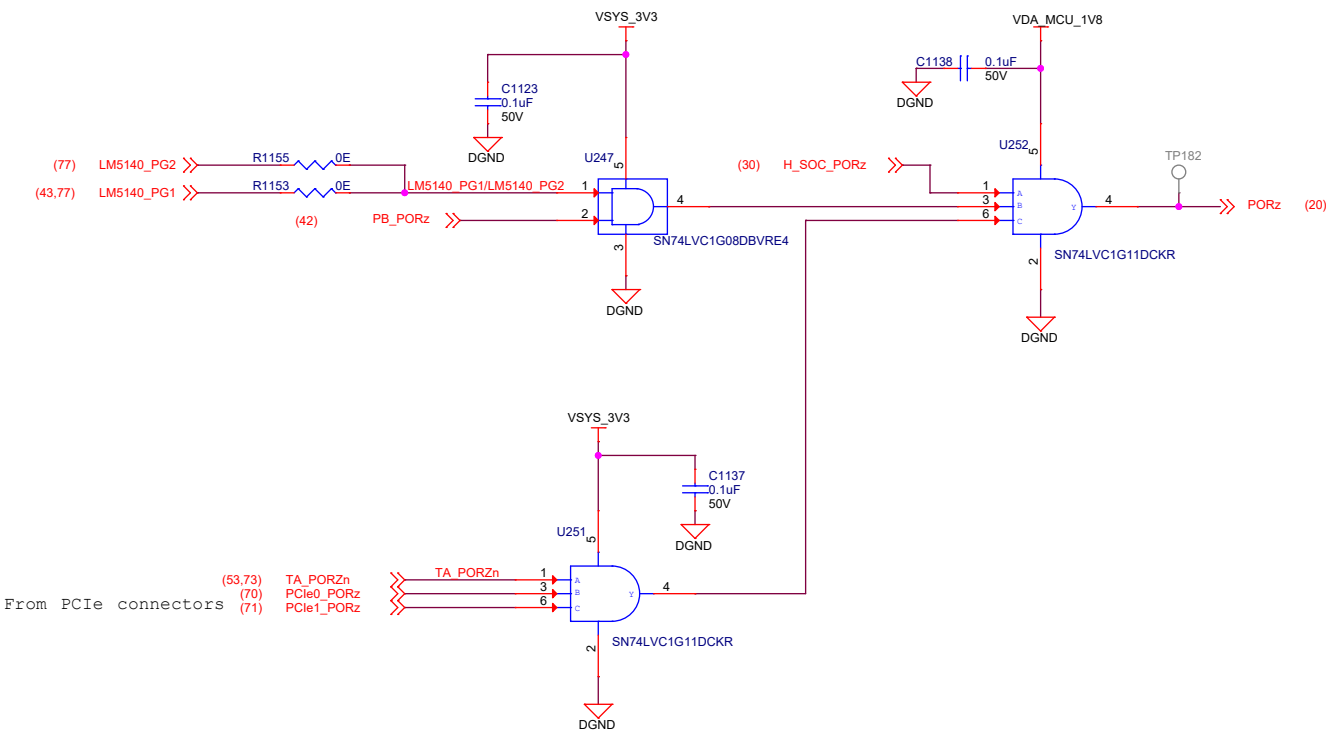 VSYS_3V3
VDA_MCU_1V8
C1123
0.1uF
50V
DGND
C1138
0.1uF
50V
DGND
(77) LM5140_PG2
R1155 0E
(43,77) LM5140_PG1
R1153 0E
LM5140_PG1/LM5140_PG2
(42) PB_PORz
U247
5
1
2
4
3
SN74LVC1G08DBVRE4
DGND
(30) H_SOC_PORz
U252
5
1 A
3 B
6 C
Y 4
2
SN74LVC1G11DCKR
DGND
TP182
PORz (20)
VSYS_3V3
C1137
0.1uF
50V
DGND
U251
5
(53,73) TA_PORZn
TA_PORZn
1 A
From PCIe connectors
(70) PCIe0_PORz
3 B
(71) PCIe1_PORz
6 C
Y 4
2
SN74LVC1G11DCKR
DGND